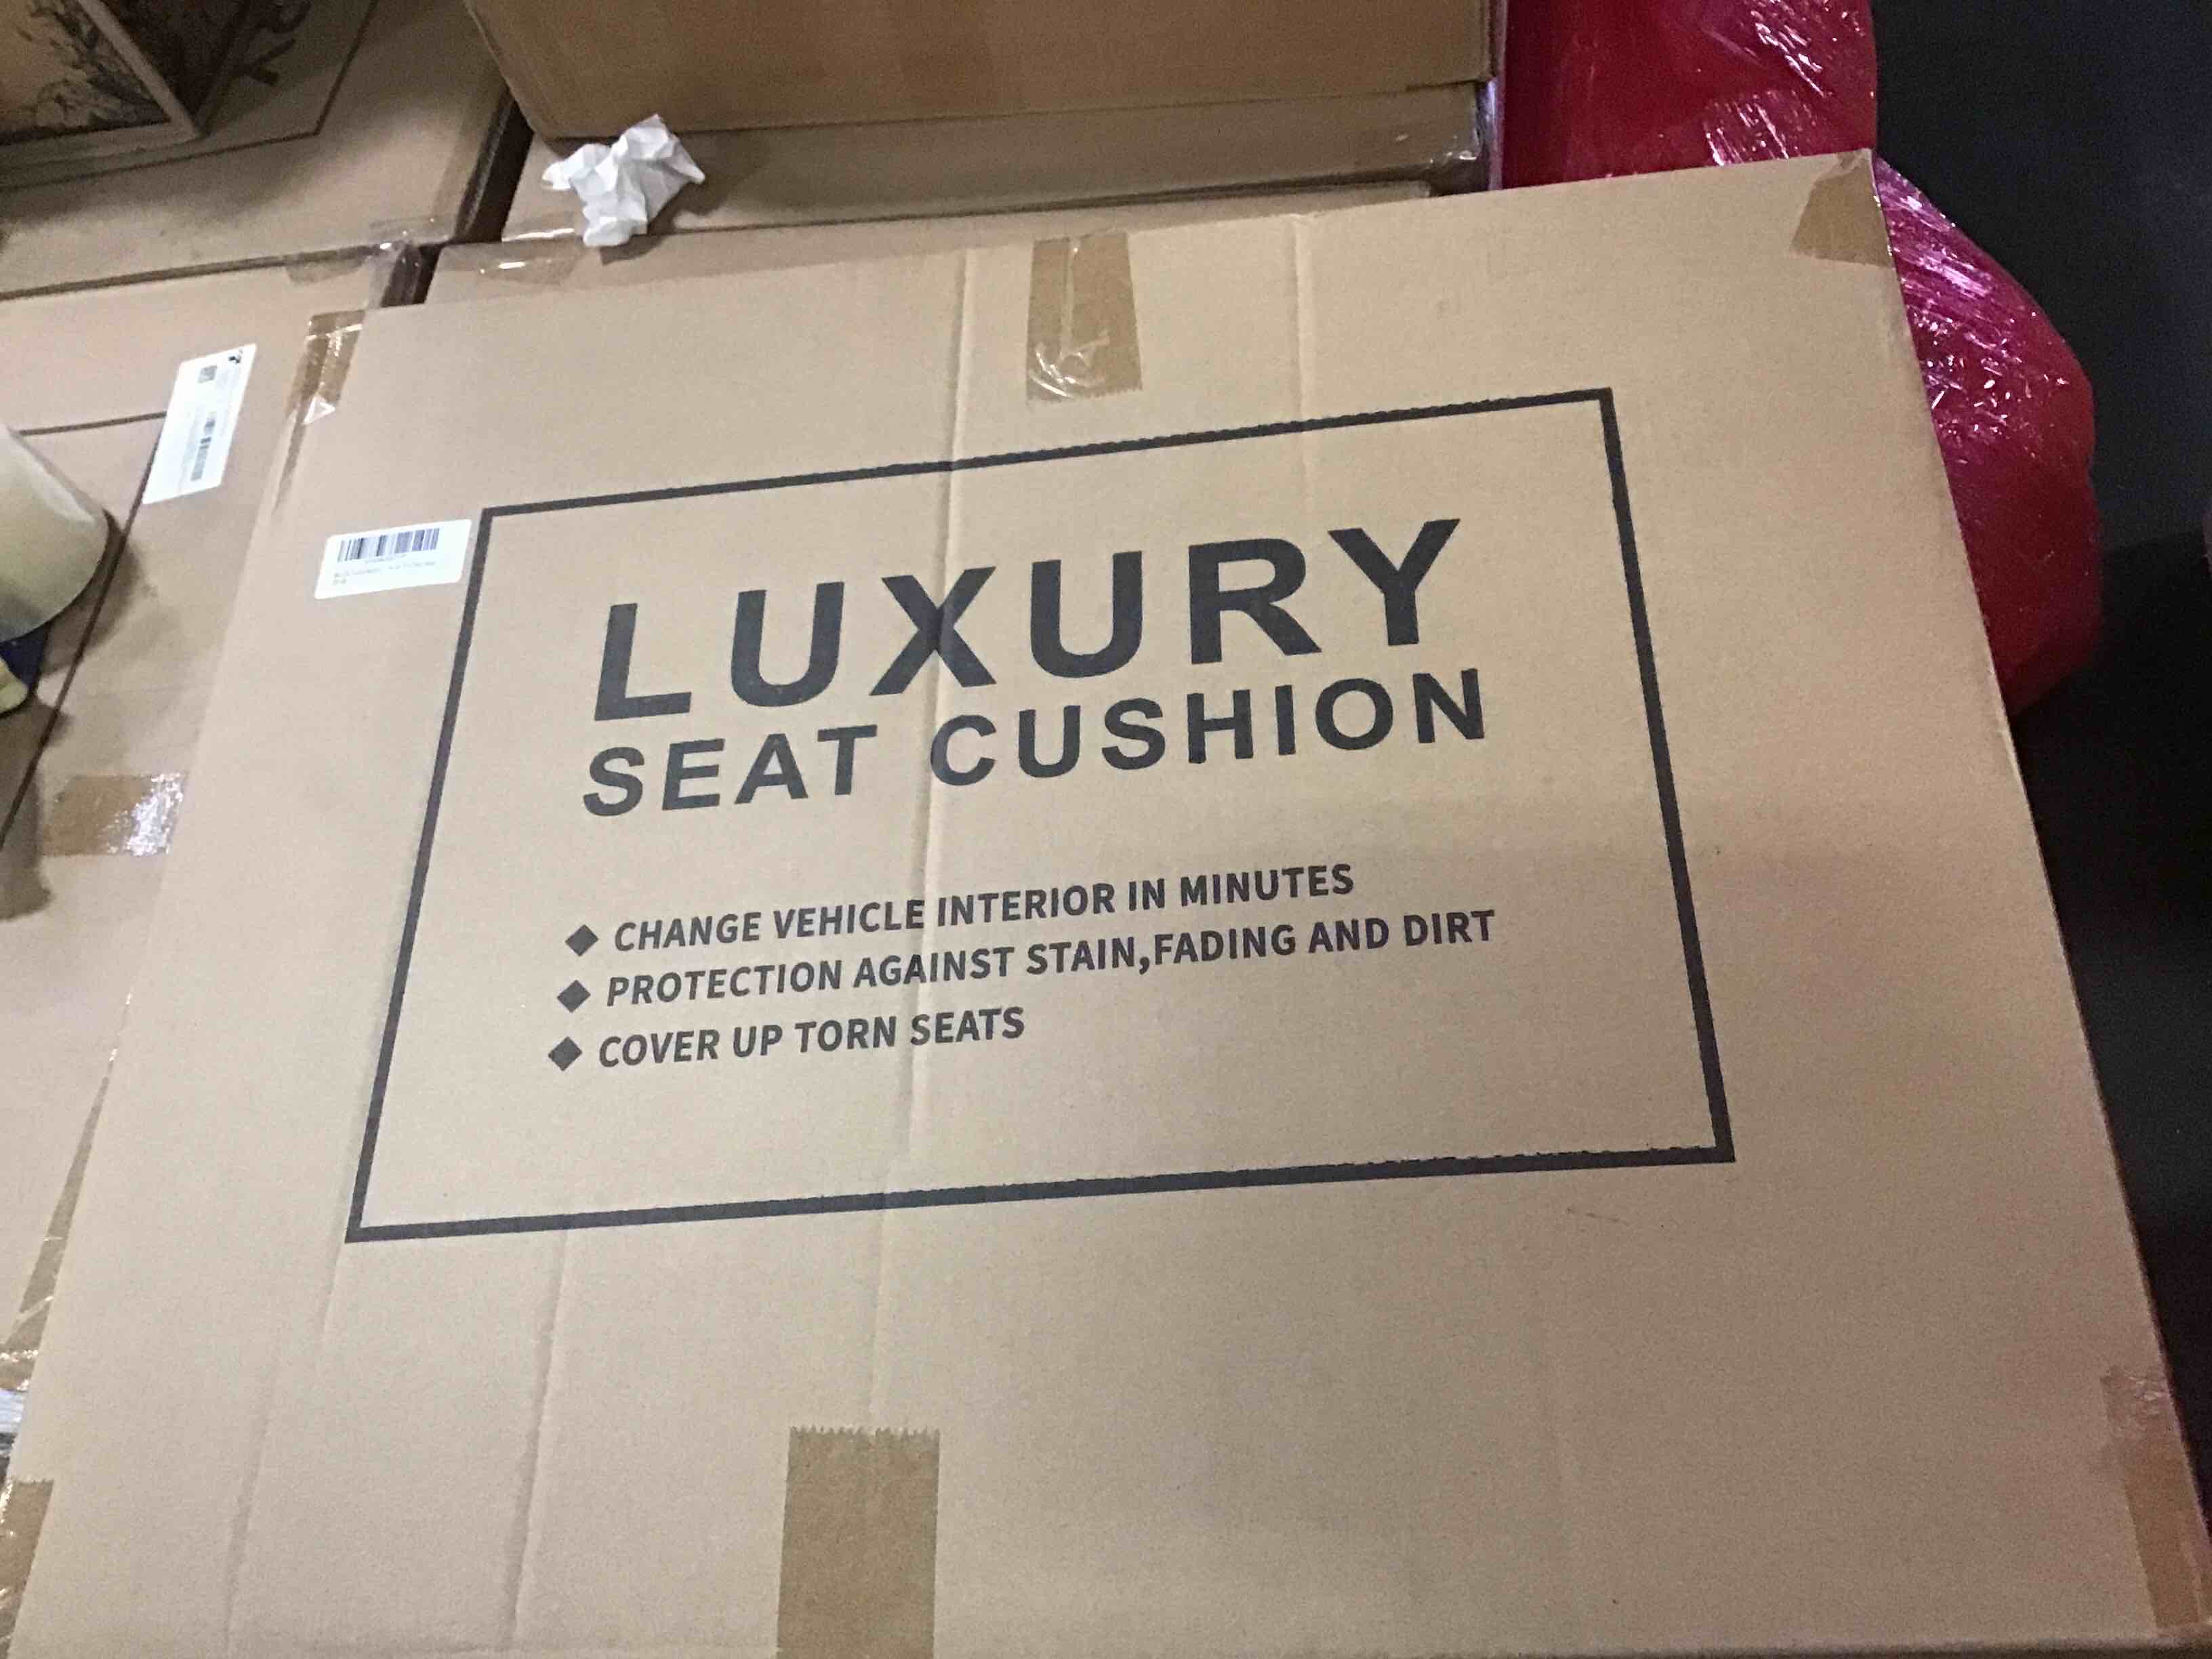 LUXURY
SEAT CUSHION
◆ CHANGE VEHICLE INTERIOR IN MINUTES
◆ PROTECTION AGAINST STAIN,FADING AND DIRT
◆ COVER UP TORN SEATS